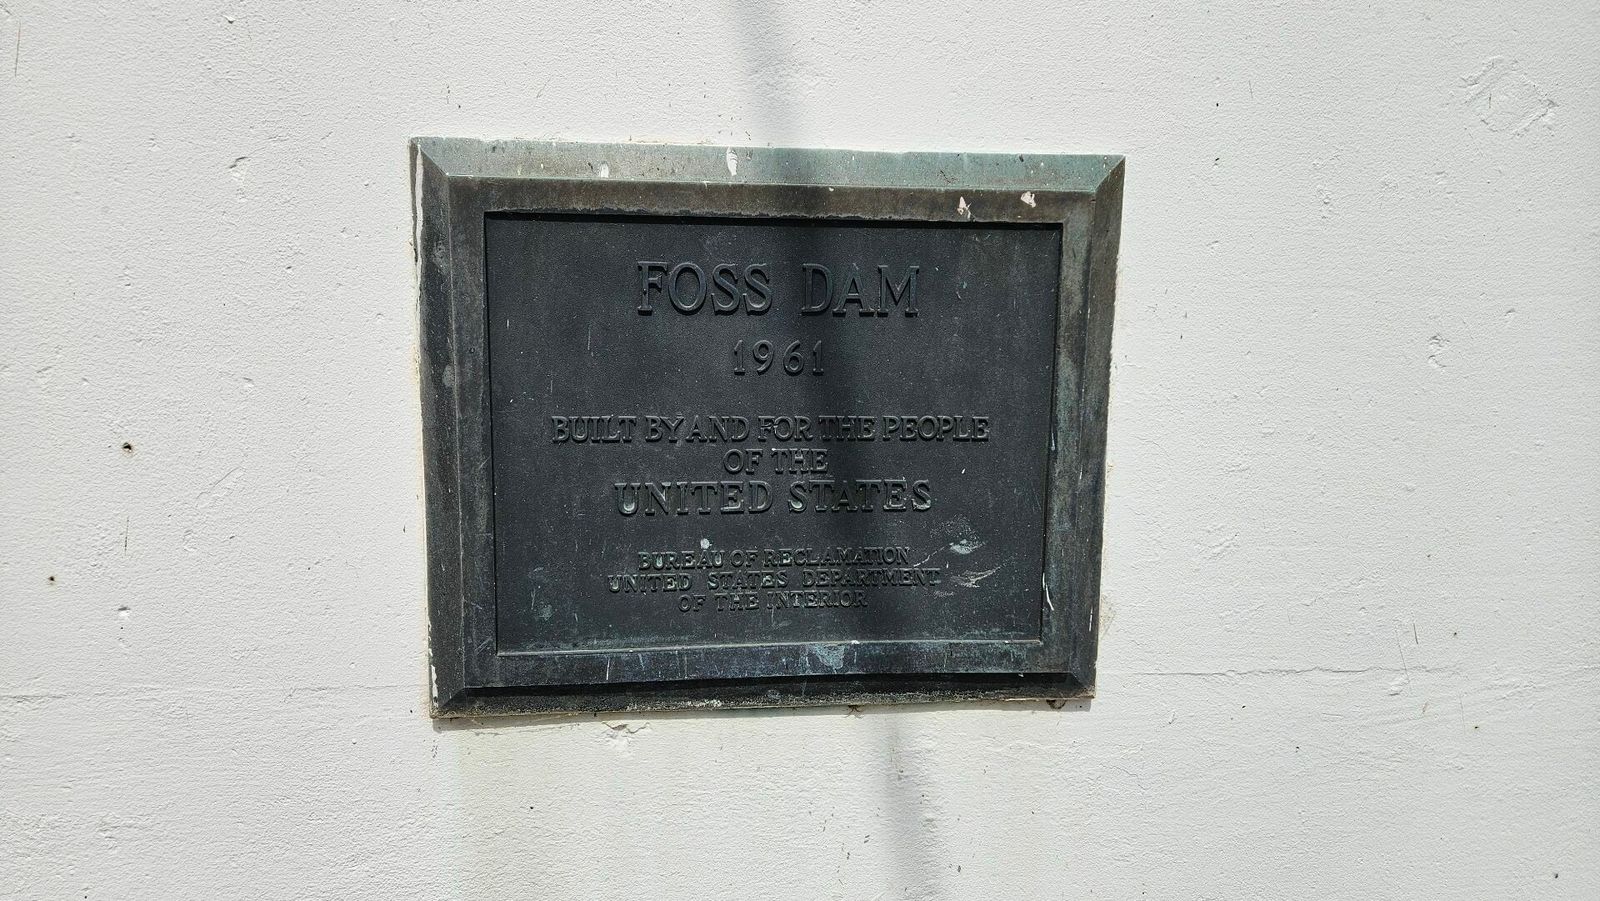 FOSS DAM
1961
BUILT BY AND FOR THE PEOPLE
OF THE
UNITED STATES
BUREAU OF RECLAMATION
UNITED STATES DEPARTMENT
OF THE INTERIOR